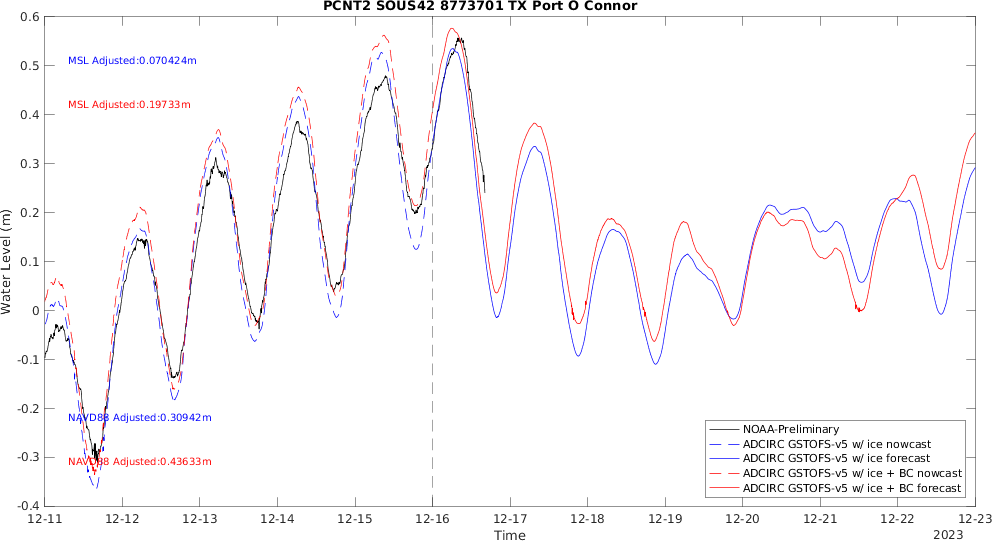 PCNT2 SOUS42 8773701 TX Port O Connor
0.6
0.5
0.4
0.3
0.2
0.1
0
-0.1
-0.2
-0.3
-0.4
Water Level (m)
MSL Adjusted:0.070424m
MSL Adjusted:0.19733m
NAVD88 Adjusted:0.30942m
NAVD88 Adjusted:0.43633m
NOAA-Preliminary
ADCIRC GSTOFS-v5 w/ ice nowcast
ADCIRC GSTOFS-v5 w/ ice forecast
ADCIRC GSTOFS-v5 w/ ice + BC nowcast
ADCIRC GSTOFS-v5 w/ ice + BC forecast
12-11 12-12 12-13 12-14 12-15 12-16 12-17 12-18 12-19 12-20 12-21 12-22 12-23
Time
2023